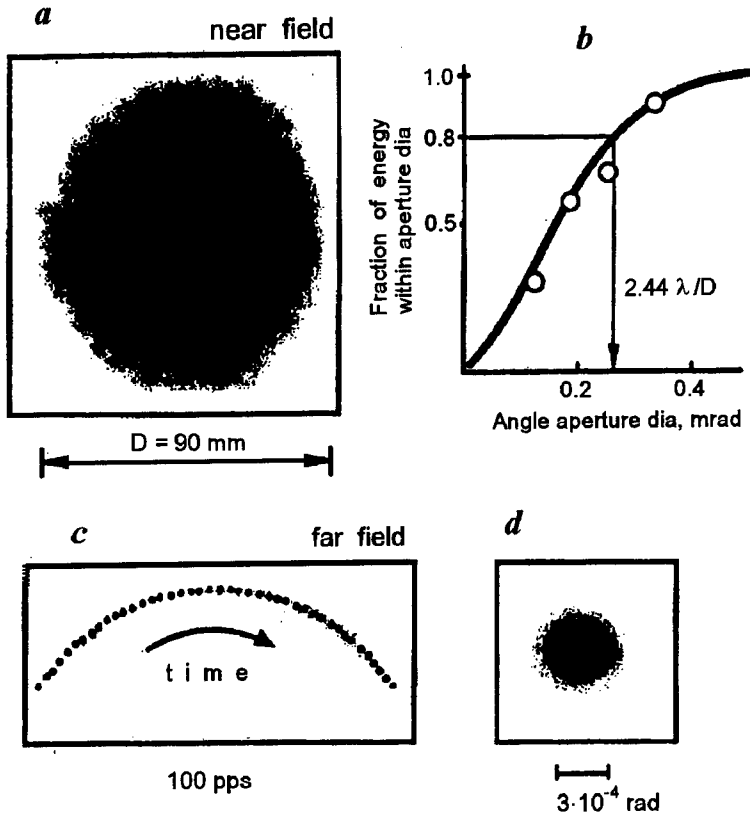 a
near field
D = 90 mm
b
Fraction of energy
within aperture dia
1.0
0.8
0.5
2.44 λ/D
0.2
0.4
Angle aperture dia, mrad
c
far field
time
100 pps
d
3·10⁻⁴ rad